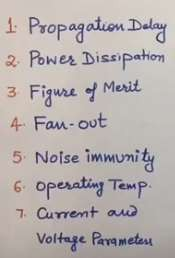 1. Propagation Delay
2. Power Dissipation
3. Figure of Merit
4. Fan-out
5. Noise immunity
6. Operating Temp.
7. Current and
Voltage Parameters